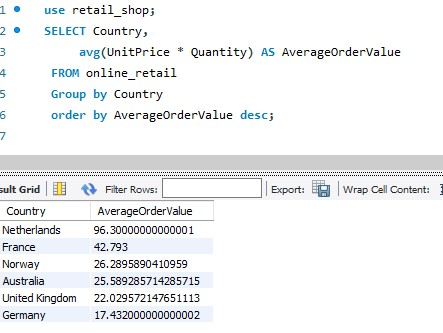 1 use retail_shop;
2 SELECT Country,
3 avg(UnitPrice * Quantity) AS AverageOrderValue
4 FROM online_retail
5 Group by Country
6 order by AverageOrderValue desc;
7
sult Grid Filter Rows: Export: Wrap Cell Content:
Country AverageOrderValue
Netherlands 96.30000000000001
France 42.793
Norway 26.2895890410959
Australia 25.589285714285715
United Kingdom 22.029572147651113
Germany 17.432000000000002